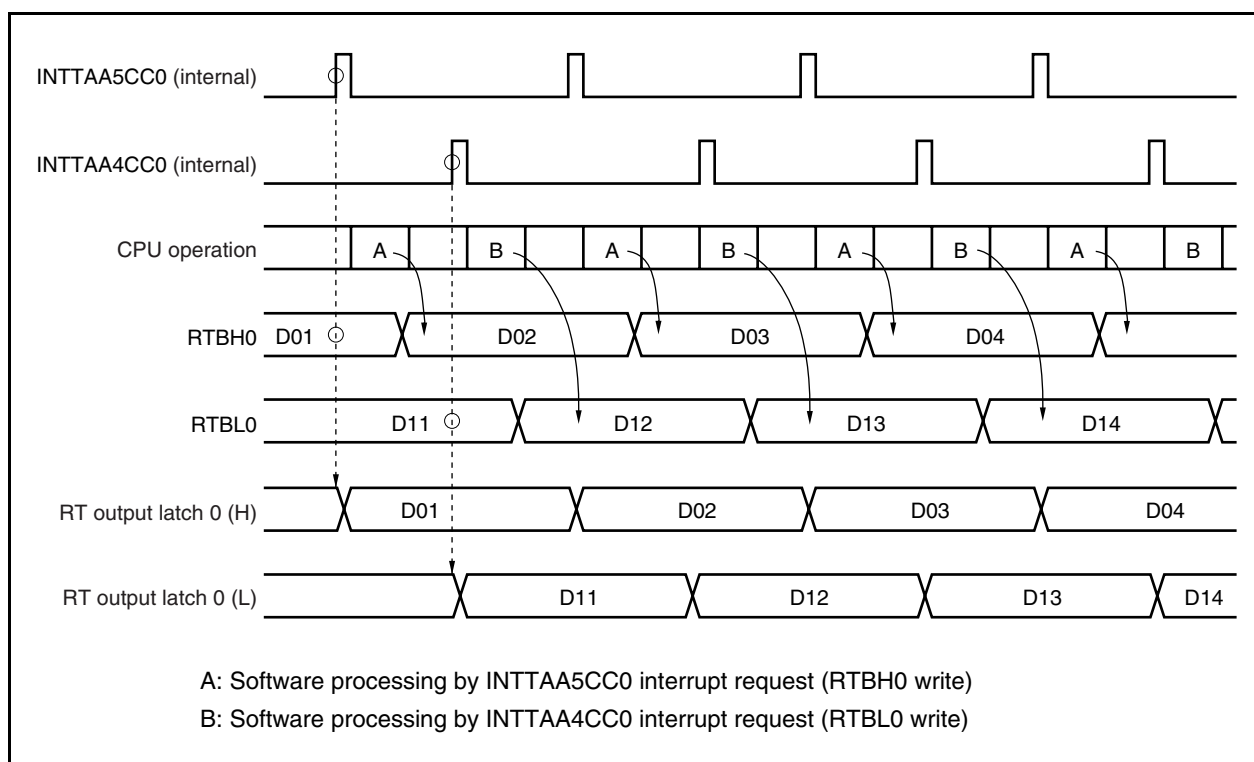 INTTAA5CC0 (internal)
INTTAA4CC0 (internal)
CPU operation A B A B A B A B
RTBH0 D01 D02 D03 D04
RTBL0 D11 D12 D13 D14
RT output latch 0 (H) D01 D02 D03 D04
RT output latch 0 (L) D11 D12 D13 D14
A: Software processing by INTTAA5CC0 interrupt request (RTBH0 write)
B: Software processing by INTTAA4CC0 interrupt request (RTBL0 write)